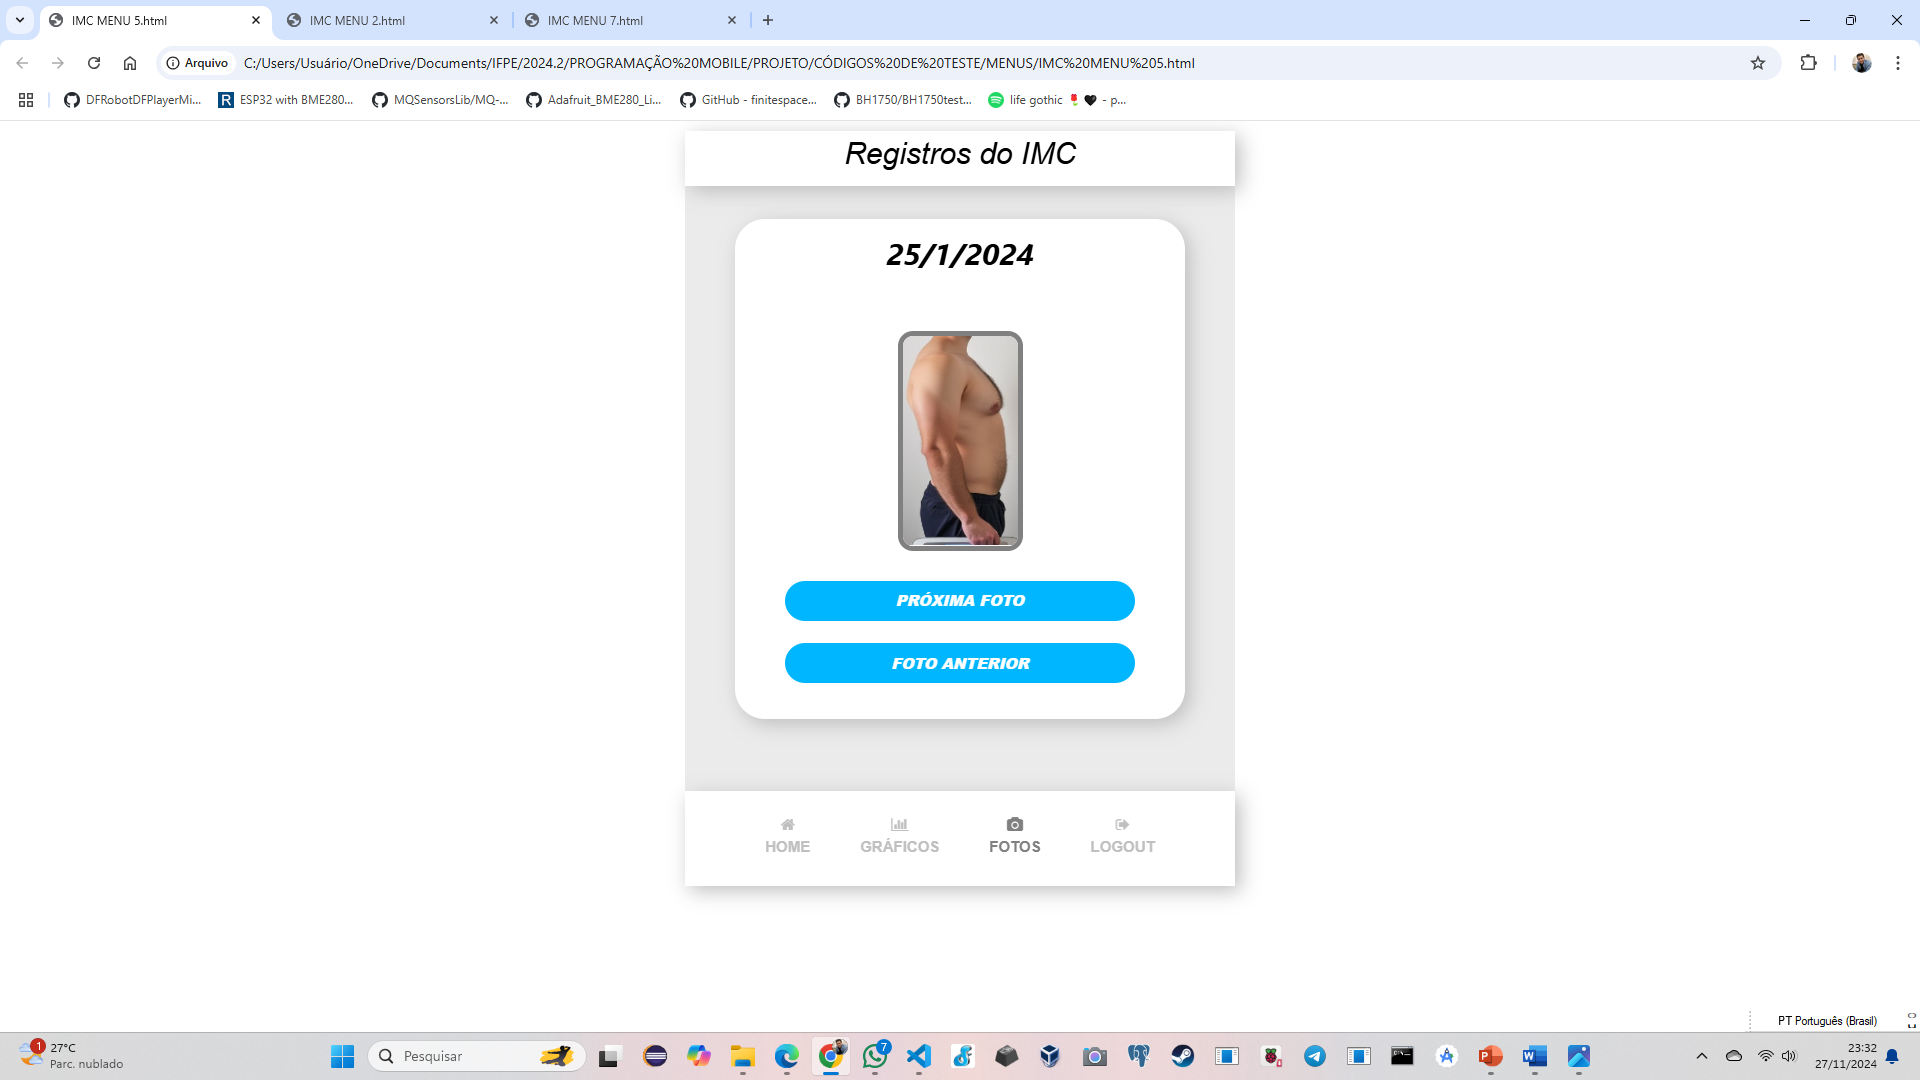 IMC MENU 5.html
IMC MENU 2.html
IMC MENU 7.html
Arquivo
C:/Users/Usuário/OneDrive/Documents/IFPE/2024.2/PROGRAMAÇÃO%20MOBILE/PROJETO/CÓDIGOS%20DE%20TESTE/MENUS/IMC%20MENU%205.html
DFRobotDFPlayerMi...
R ESP32 with BME280...
MQSensorsLib/MQ-...
Adafruit_BME280_Li...
GitHub - finitespace...
BH1750/BH1750test...
life gothic 🌷🖤 - p...
Registros do IMC
25/1/2024
PRÓXIMA FOTO
FOTO ANTERIOR
HOME
GRÁFICOS
FOTOS
LOGOUT
PT Português (Brasil)
1
27°C
Parc. nublado
Pesquisar
7
23:32
27/11/2024